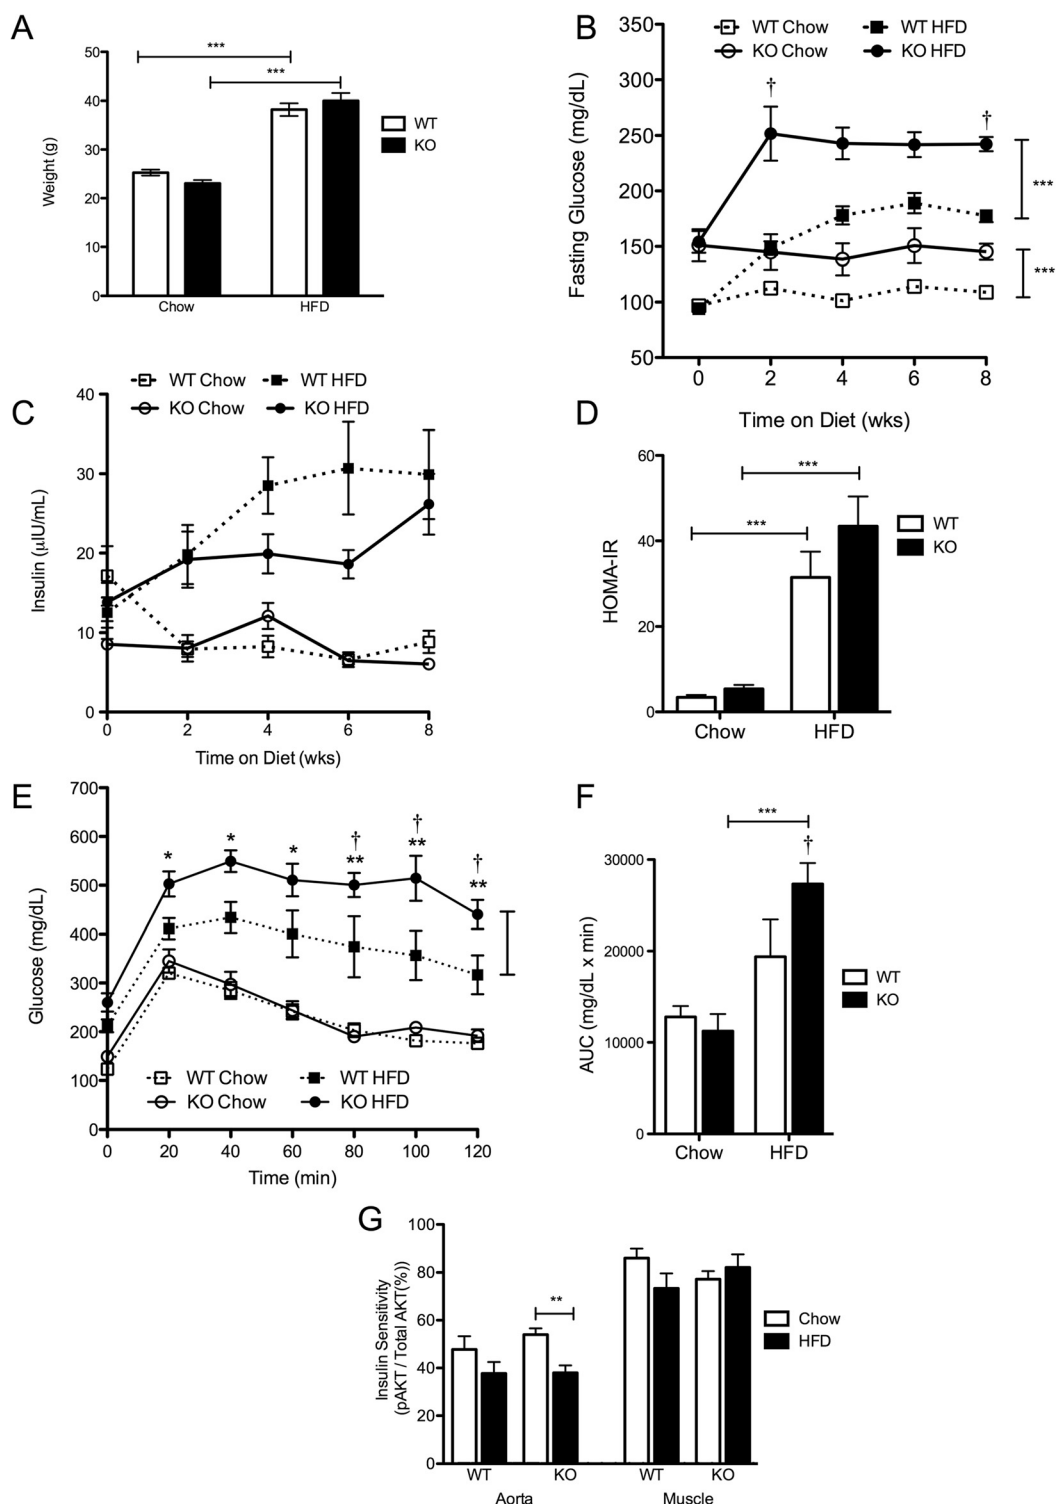 A
50
40
30
20
10
0
Weight (g)
***
***
Chow
HFD
WT
KO
B
WT Chow
WT HFD
KO Chow
KO HFD
350
300
250
200
150
100
50
Fasting Glucose (mg/dL)
†
†
***
***
0
2
4
6
8
Time on Diet (wks)
C
WT Chow
WT HFD
KO Chow
KO HFD
40
30
20
10
0
Insulin (µIU/mL)
0
2
4
6
8
Time on Diet (wks)
D
60
40
20
0
HOMA-IR
***
***
Chow
HFD
WT
KO
E
700
600
500
400
300
200
100
0
Glucose (mg/dL)
*
*
*
†
**
†
**
†
**
WT Chow
WT HFD
KO Chow
KO HFD
0
20
40
60
80
100
120
Time (min)
F
30000
20000
10000
0
AUC (mg/dL x min)
***
†
Chow
HFD
WT
KO
G
100
80
60
40
20
0
Insulin Sensitivity
(pAKT / Total AKT(%))
**
WT
KO
WT
KO
Aorta
Muscle
Chow
HFD